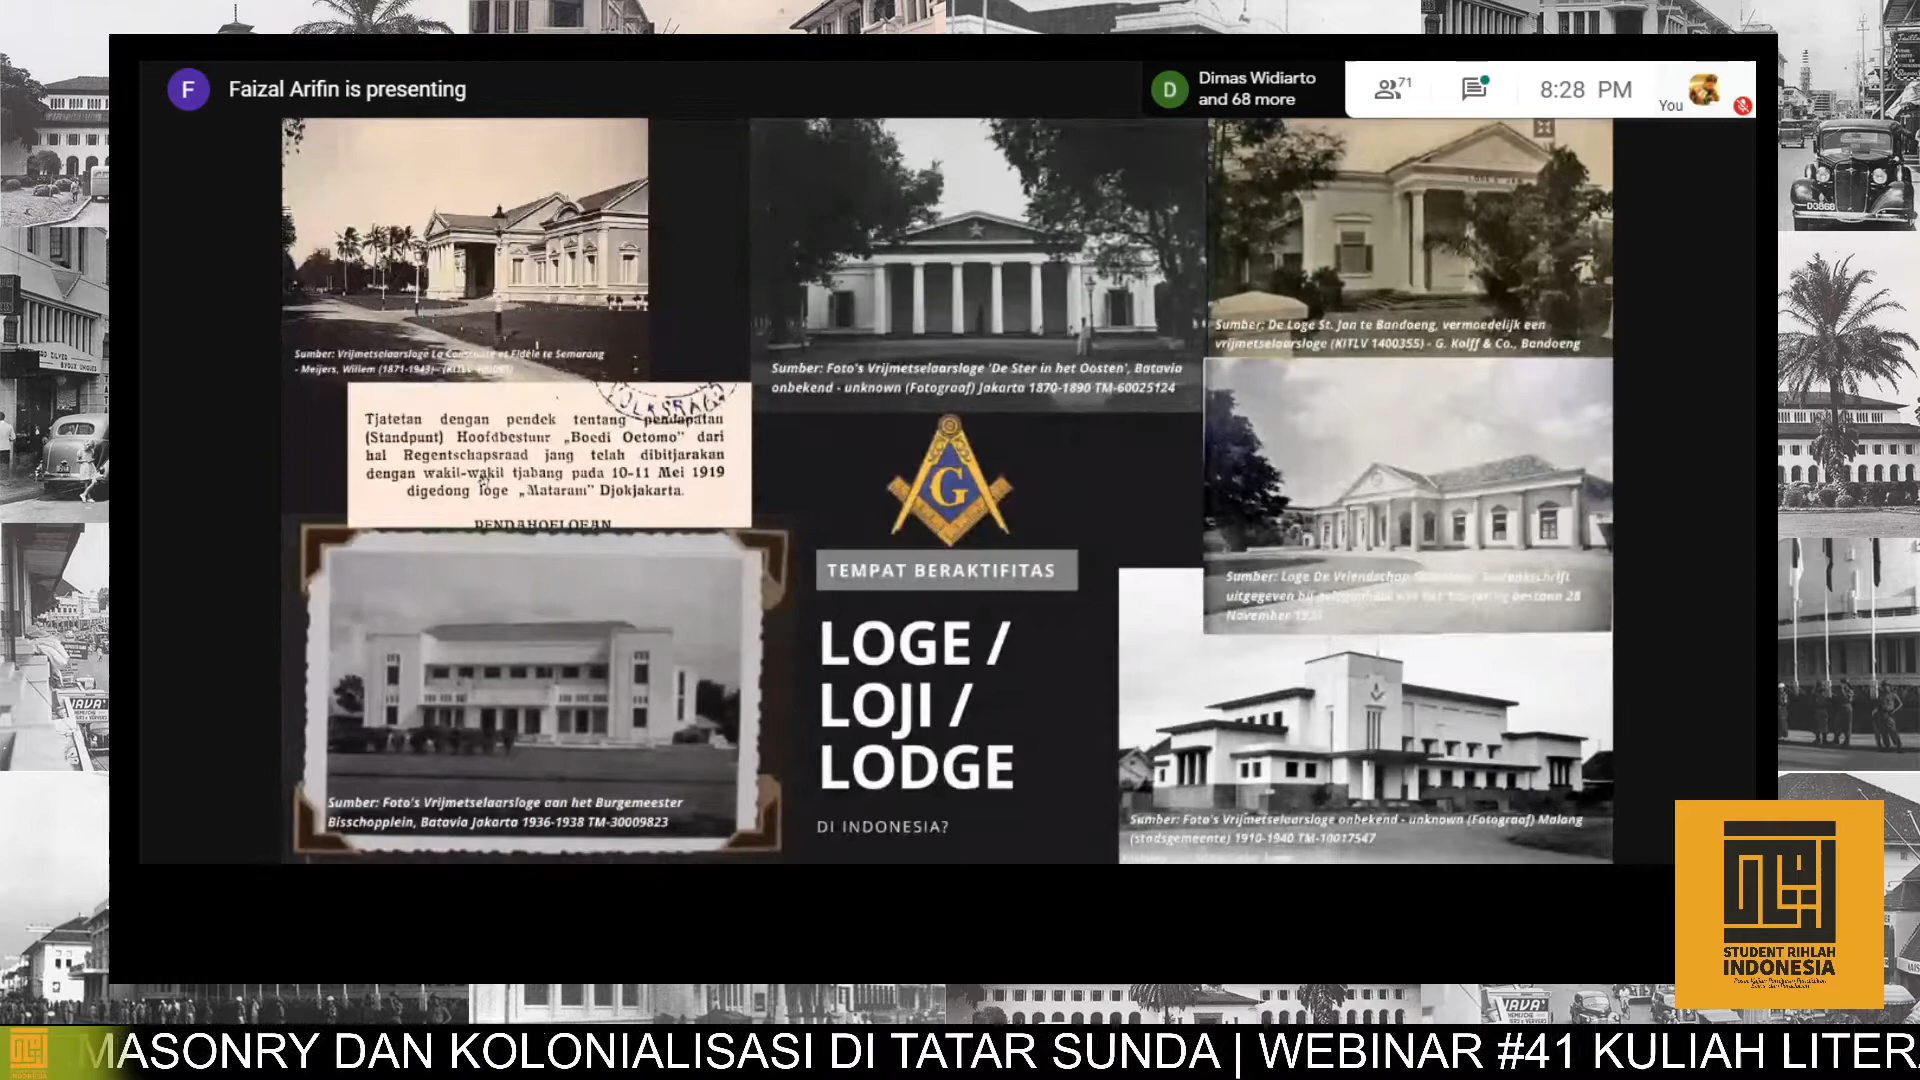 F
Faizal Arifin is presenting
D
Dimas Widiarto
and 68 more
71
8:28 PM
You
Sumber: Vrijmetselaarsloge La Constante et Fidèle te Semarang
- Meijers, Willem (1871-1943)
Sumber: Foto's Vrijmetselaarsloge 'De Ster in het Oosten', Batavia
onbekend - unknown (Fotograaf) Jakarta 1870-1890 TM-60025124
Sumber: De Loge St. Jan te Bandoeng, vermoedelijk een
vrijmetselaarsloge (KITLV 1400355) - G. Kolff & Co., Bandoeng
Tjatetan dengan pendek tentang pendapatan
(Standpunt) Hoofdbestuur „Boedi Oetomo" dari
hal Regentschapsraad jang telah dibitjarakan
dengan wakil-wakil tjabang pada 10-11 Mei 1919
digedong loge „Mataram" Djokjakarta.
PENDAHOELOEAN
G
TEMPAT BERAKTIFITAS
LOGE /
LOJI /
LODGE
DI INDONESIA?
Sumber: Loge De Vriendschap
uitgegeven bij bestaan 28
November
Sumber: Foto's Vrijmetselaarsloge aan het Burgemeester
Bisschopplein, Batavia Jakarta 1936-1938 TM-30009823
Sumber: Foto's Vrijmetselaarsloge onbekend - unknown (Fotograaf) Malang
(stadsgemeente) 1910-1940 TM-10017547
D3868
JAVA
STUDENT RIHLAH
INDONESIA
MASONRY DAN KOLONIALISASI DI TATAR SUNDA | WEBINAR #41 KULIAH LITER